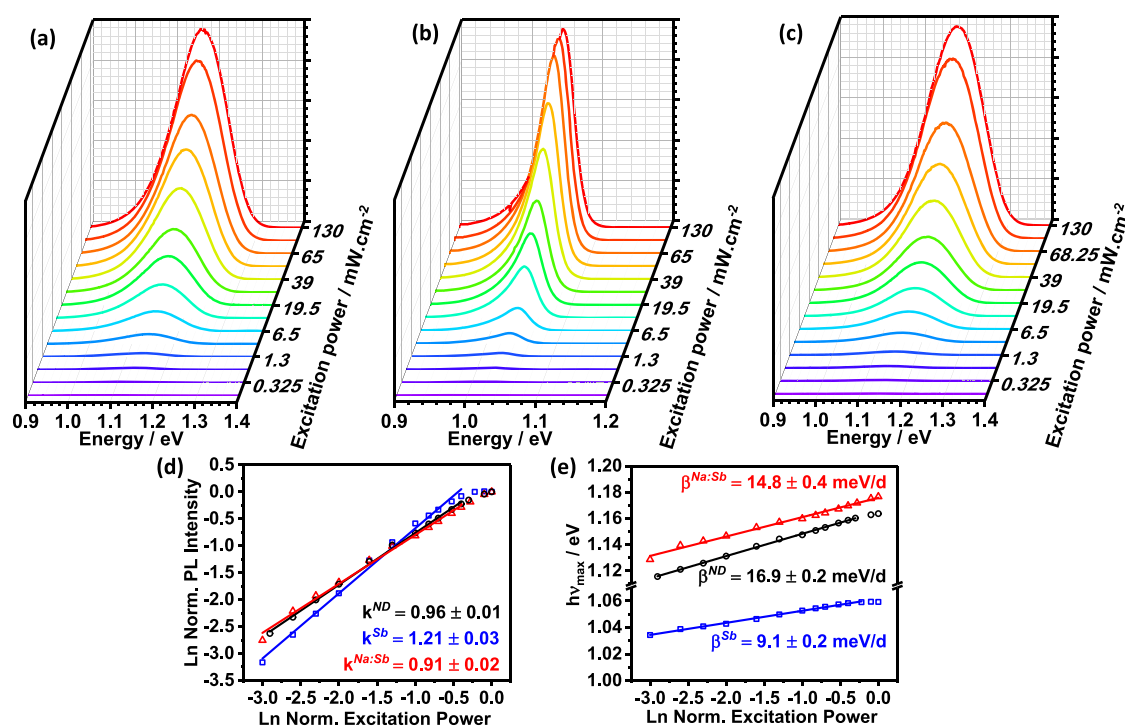 (a)
130
65
39
19.5
6.5
1.3
0.325
0.9 1.0 1.1 1.2 1.3 1.4
Energy / eV
Excitation power / mW.cm-2
(b)
130
65
39
19.5
6.5
1.3
0.325
0.9 1.0 1.1 1.2
Energy / eV
Excitation power / mW.cm-2
(c)
130
68.25
39
19.5
6.5
1.3
0.325
0.9 1.0 1.1 1.2 1.3 1.4
Energy / eV
Excitation power / mW.cm-2
(d)
Ln Norm. PL Intensity
0.5
0.0
-0.5
-1.0
-1.5
-2.0
-2.5
-3.0
-3.5
k^ND = 0.96 ± 0.01
k^Sb = 1.21 ± 0.03
k^Na:Sb = 0.91 ± 0.02
-3.0 -2.5 -2.0 -1.5 -1.0 -0.5 0.0
Ln Norm. Excitation Power
(e)
hνmax / eV
1.20
1.18
1.16
1.14
1.12
1.06
1.04
1.02
1.00
β^Na:Sb = 14.8 ± 0.4 meV/d
β^ND = 16.9 ± 0.2 meV/d
β^Sb = 9.1 ± 0.2 meV/d
-3.0 -2.5 -2.0 -1.5 -1.0 -0.5 0.0
Ln Norm. Excitation Power